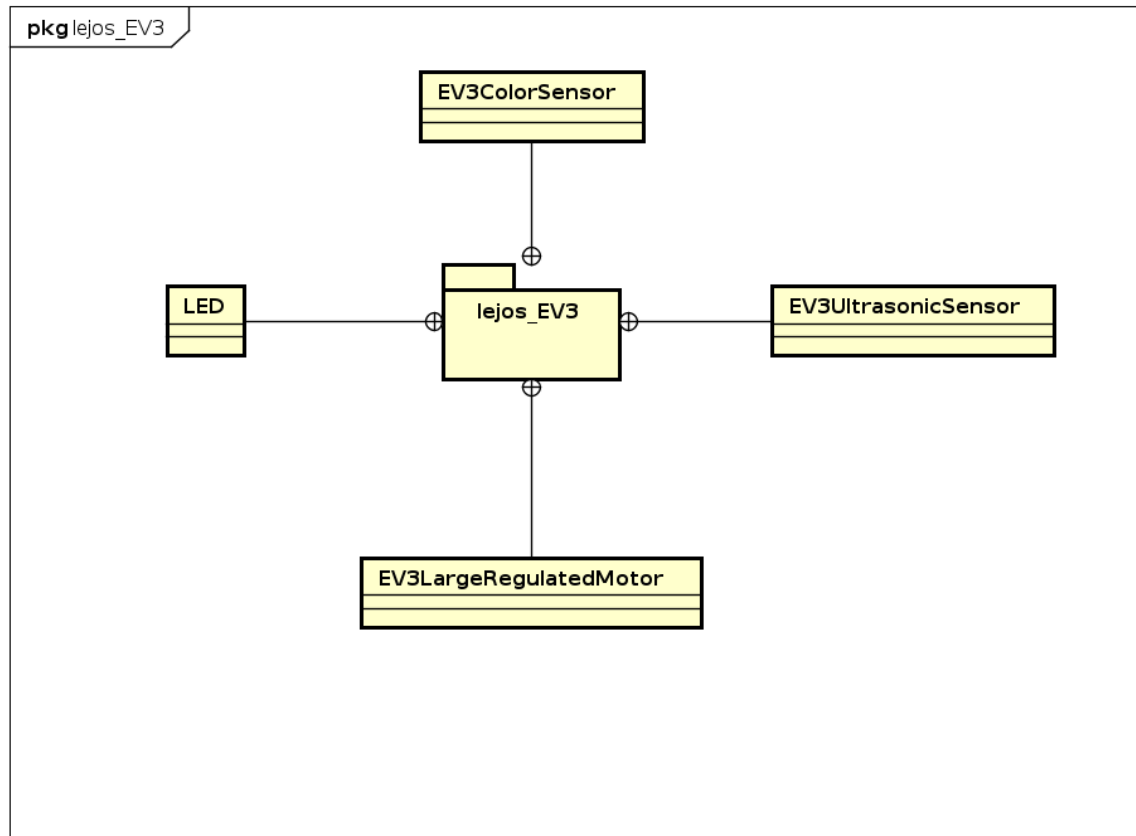 pkg lejos_EV3
EV3ColorSensor
LED
lejos_EV3
EV3UltrasonicSensor
EV3LargeRegulatedMotor